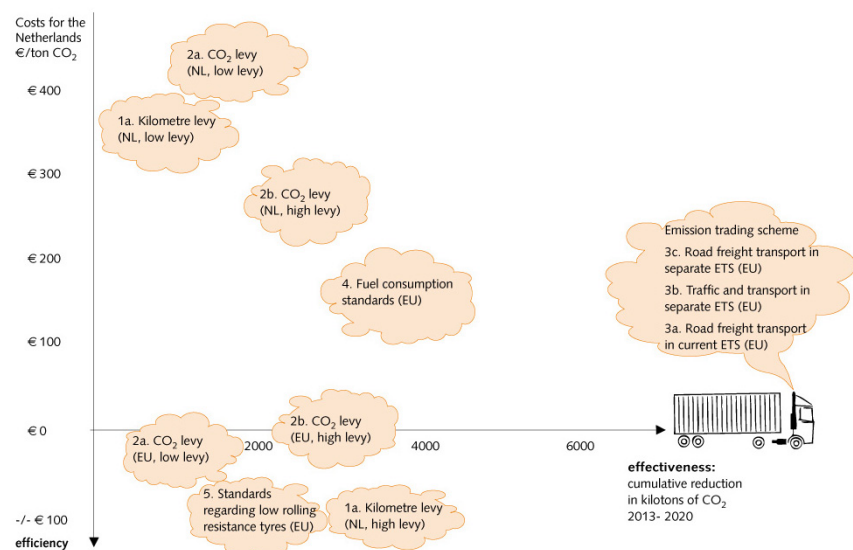 Costs for the
Netherlands
€/ton CO₂
2a. CO₂ levy
(NL, low levy)
€ 400
1a. Kilometre levy
(NL, low levy)
€ 300
2b. CO₂ levy
(NL, high levy)
Emission trading scheme
3c. Road freight transport in
separate ETS (EU)
3b. Traffic and transport in
separate ETS (EU)
3a. Road freight transport
in current ETS (EU)
€ 200
4. Fuel consumption
standards (EU)
€ 100
€ 0
2b. CO₂ levy
(EU, high levy)
2a. CO₂ levy
(EU, low levy)
2000
4000
6000
effectiveness:
cumulative reduction
in kilotons of CO₂
2013- 2020
5. Standards
regarding low rolling
resistance tyres (EU)
1a. Kilometre levy
(NL, high levy)
-/- € 100
efficiency